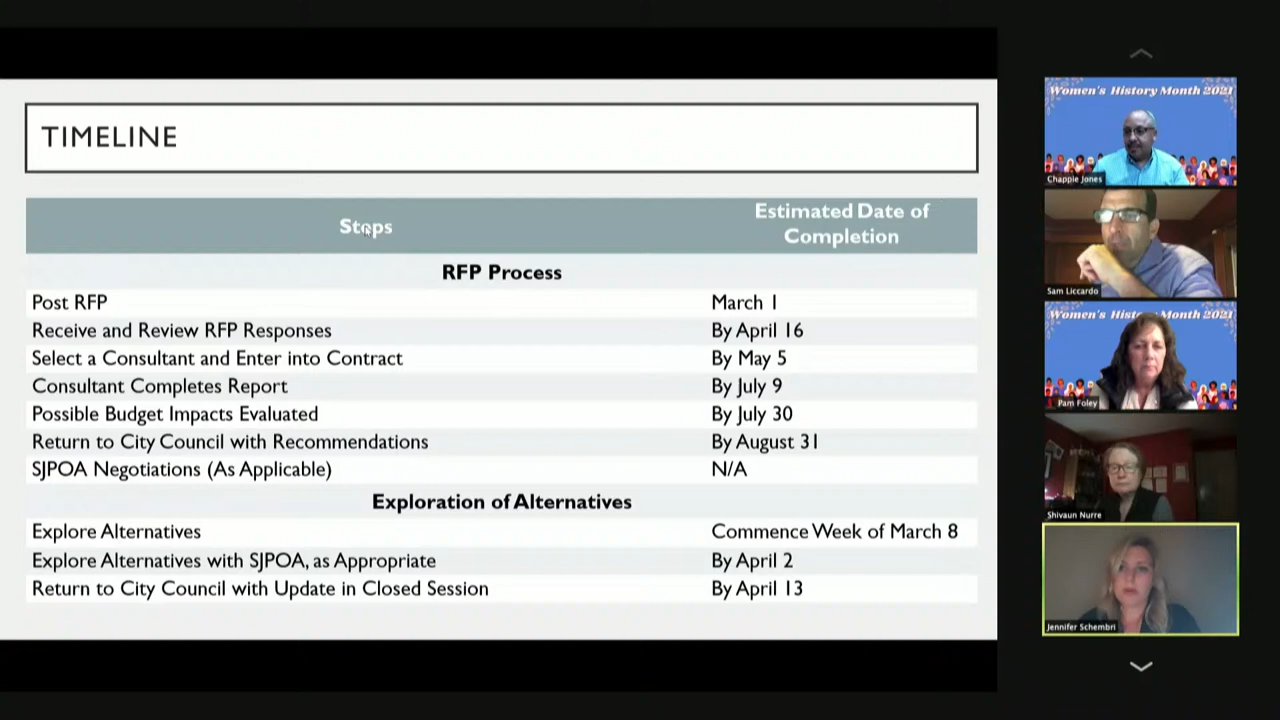 TIMELINE
Steps
Estimated Date of
Completion
RFP Process
Post RFP March 1
Receive and Review RFP Responses By April 16
Select a Consultant and Enter into Contract By May 5
Consultant Completes Report By July 9
Possible Budget Impacts Evaluated By July 30
Return to City Council with Recommendations By August 31
SJPOA Negotiations (As Applicable) N/A
Exploration of Alternatives
Explore Alternatives Commence Week of March 8
Explore Alternatives with SJPOA, as Appropriate By April 2
Return to City Council with Update in Closed Session By April 13
Women's History Month 2021
Chappie Jones
Sam Liccardo
Women's History Month 2021
Pam Foley
Shivaun Nurre
Jennifer Schembri